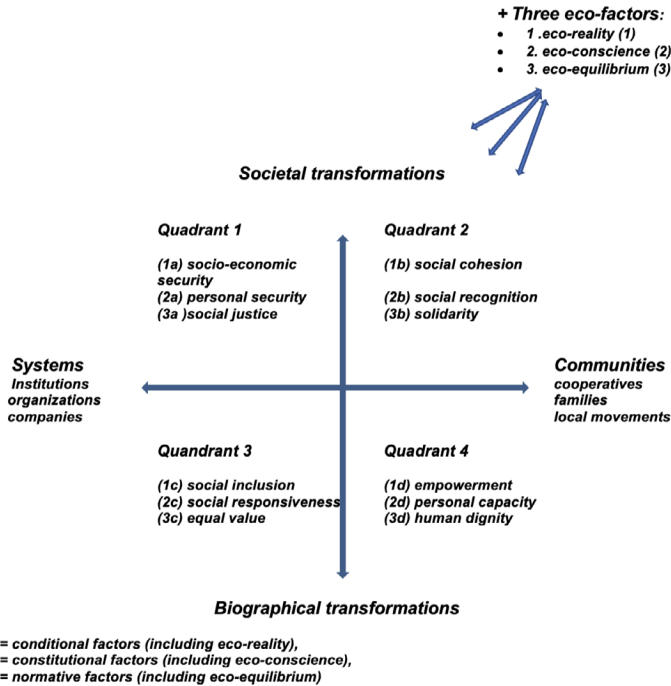 + Three eco-factors:
• 1 .eco-reality (1)
• 2. eco-conscience (2)
• 3. eco-equilibrium (3)
Societal transformations
Quadrant 1
(1a) socio-economic
security
(2a) personal security
(3a )social justice
Quadrant 2
(1b) social cohesion
(2b) social recognition
(3b) solidarity
Systems
Institutions
organizations
companies
Communities
cooperatives
families
local movements
Quandrant 3
(1c) social inclusion
(2c) social responsiveness
(3c) equal value
Quadrant 4
(1d) empowerment
(2d) personal capacity
(3d) human dignity
Biographical transformations
= conditional factors (including eco-reality),
= constitutional factors (including eco-conscience),
= normative factors (including eco-equilibrium)